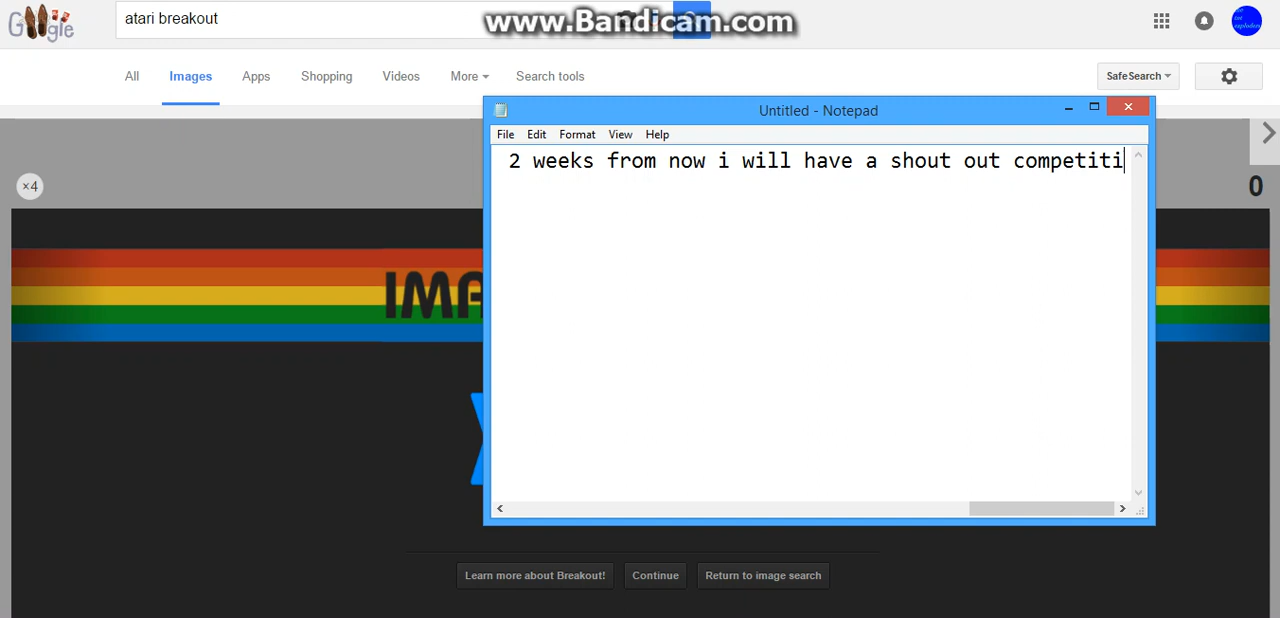 www.Bandicam.com
atari breakout
All Images Apps Shopping Videos More Search tools
SafeSearch
Untitled - Notepad
File Edit Format View Help
2 weeks from now i will have a shout out competiti
×4
0
IMA
Learn more about Breakout! Continue Return to image search